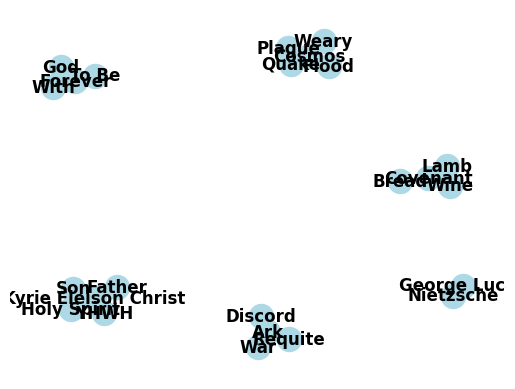 God
To Be
Forever
With
Weary
Plague
Cosmos
Quake
Flood
Lamb
Covenant
Bread
Wine
Son
Father
Kyrie Eleison Christ
Holy Spirit
YHWH
Discord
Ark
Requite
War
George Luc
Nietzsche